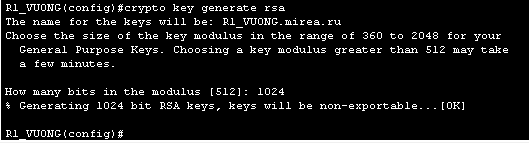 R1_VUONG(config)#crypto key generate rsa
The name for the keys will be: R1_VUONG.mirea.ru
Choose the size of the key modulus in the range of 360 to 2048 for your
General Purpose Keys. Choosing a key modulus greater than 512 may take
a few minutes.
How many bits in the modulus [512]: 1024
% Generating 1024 bit RSA keys, keys will be non-exportable...[OK]
R1_VUONG(config)#